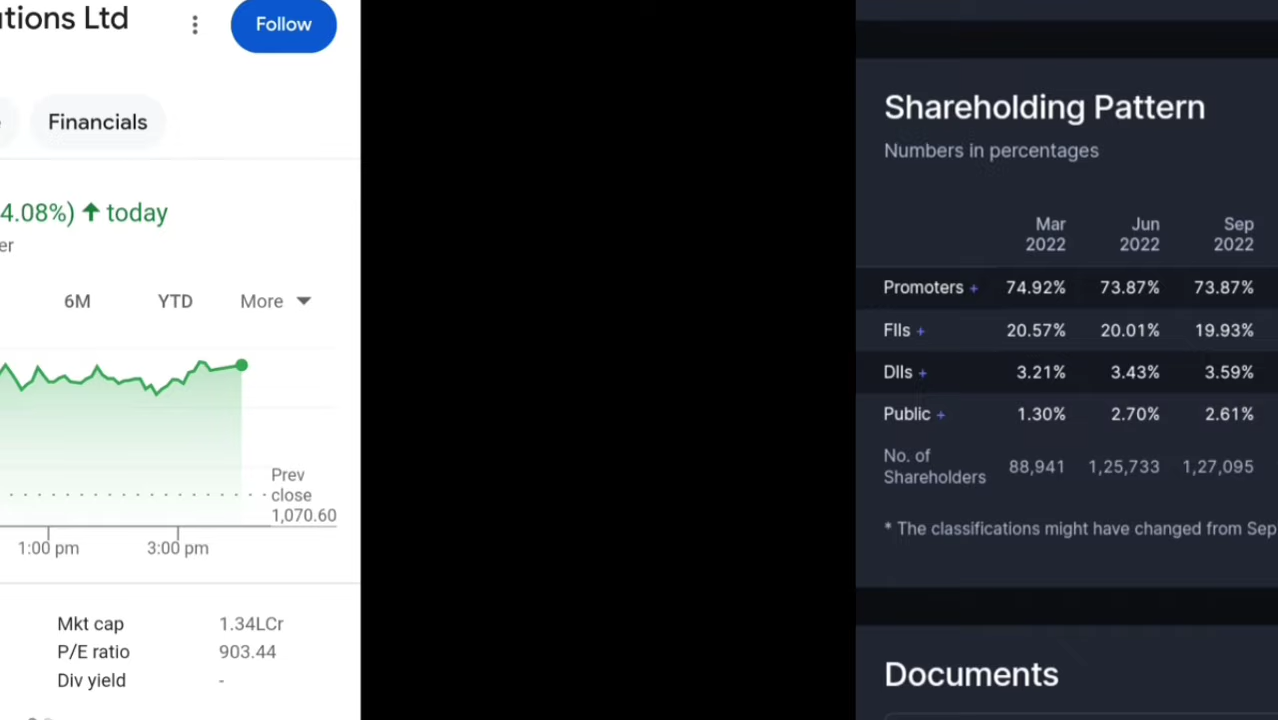 tions Ltd
Follow
Financials
4.08%) ↑ today
er
6M YTD More
Prev
close
1,070.60
1:00 pm 3:00 pm
Mkt cap 1.34LCr
P/E ratio 903.44
Div yield -
Shareholding Pattern
Numbers in percentages
Mar Jun Sep
2022 2022 2022
Promoters + 74.92% 73.87% 73.87%
FIIs + 20.57% 20.01% 19.93%
DIIs + 3.21% 3.43% 3.59%
Public + 1.30% 2.70% 2.61%
No. of
Shareholders 88,941 1,25,733 1,27,095
* The classifications might have changed from Sep
Documents